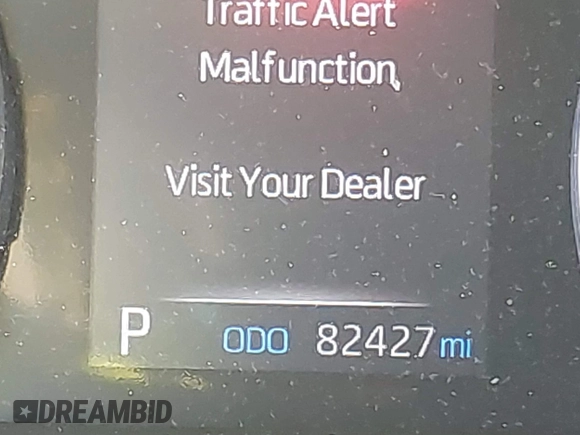 Traffic Alert
Malfunction
Visit Your Dealer
P ODO 82427 mi
DREAMBID